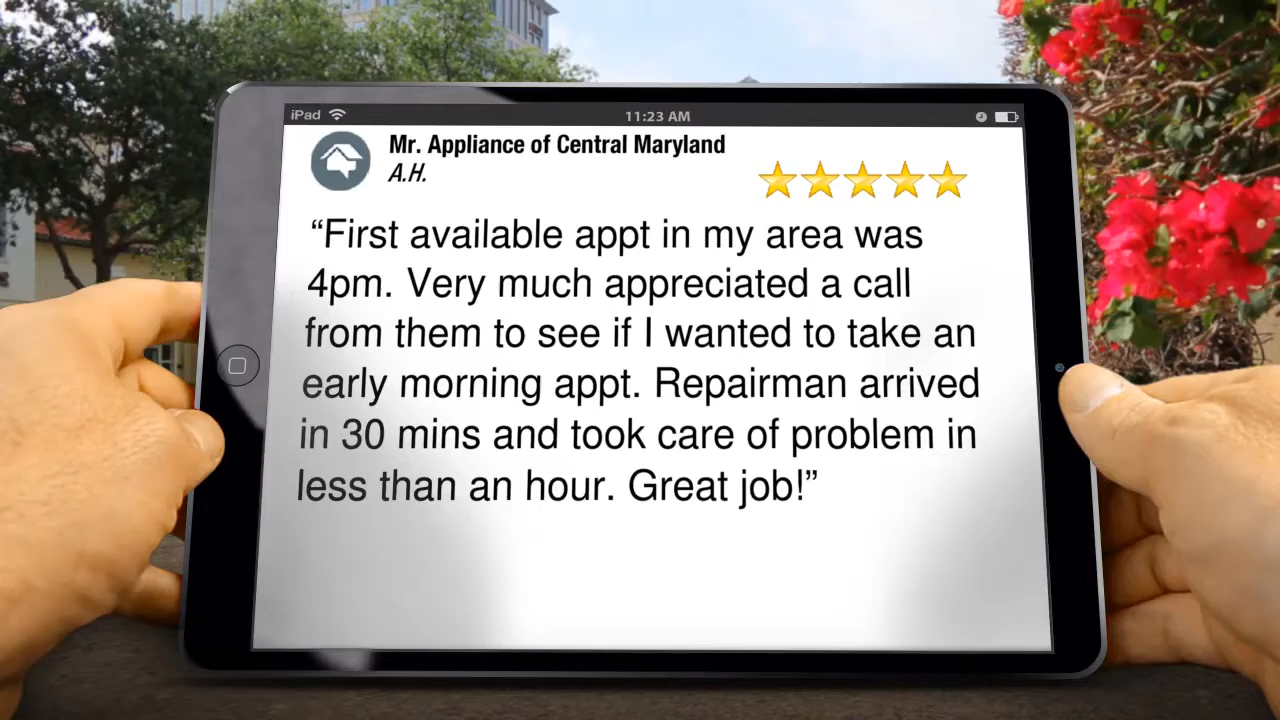 iPad 11:23 AM
Mr. Appliance of Central Maryland
A.H.
“First available appt in my area was
4pm. Very much appreciated a call
from them to see if I wanted to take an
early morning appt. Repairman arrived
in 30 mins and took care of problem in
less than an hour. Great job!”